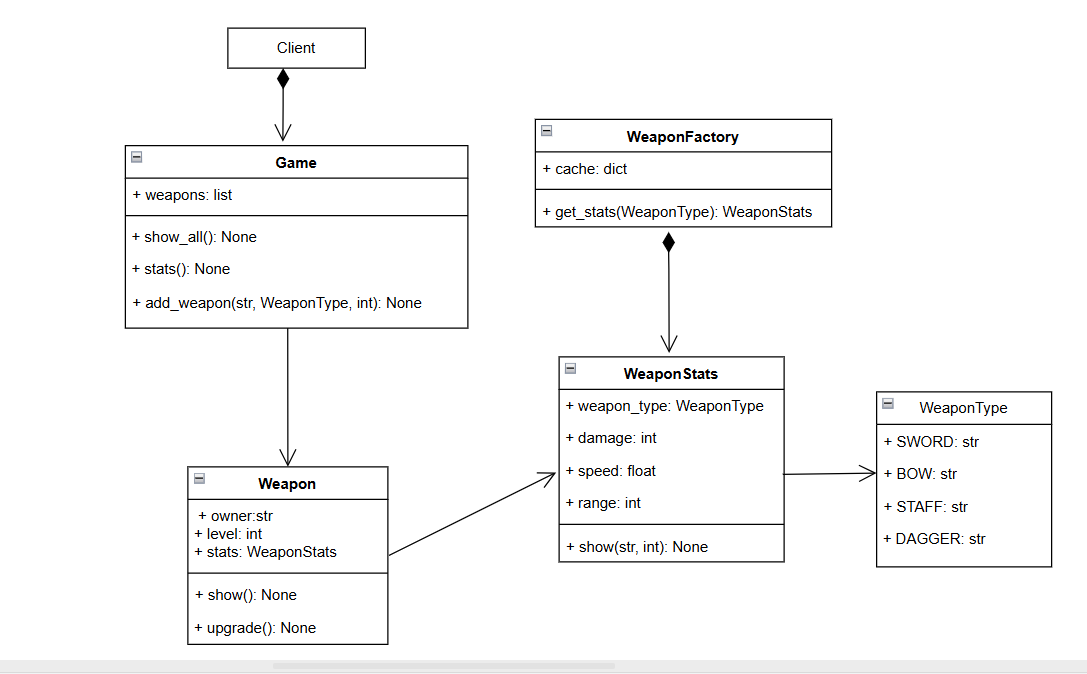 Client
Game
+ weapons: list
+ show_all(): None
+ stats(): None
+ add_weapon(str, WeaponType, int): None
WeaponFactory
+ cache: dict
+ get_stats(WeaponType): WeaponStats
Weapon
+ owner:str
+ level: int
+ stats: WeaponStats
+ show(): None
+ upgrade(): None
WeaponStats
+ weapon_type: WeaponType
+ damage: int
+ speed: float
+ range: int
+ show(str, int): None
WeaponType
+ SWORD: str
+ BOW: str
+ STAFF: str
+ DAGGER: str